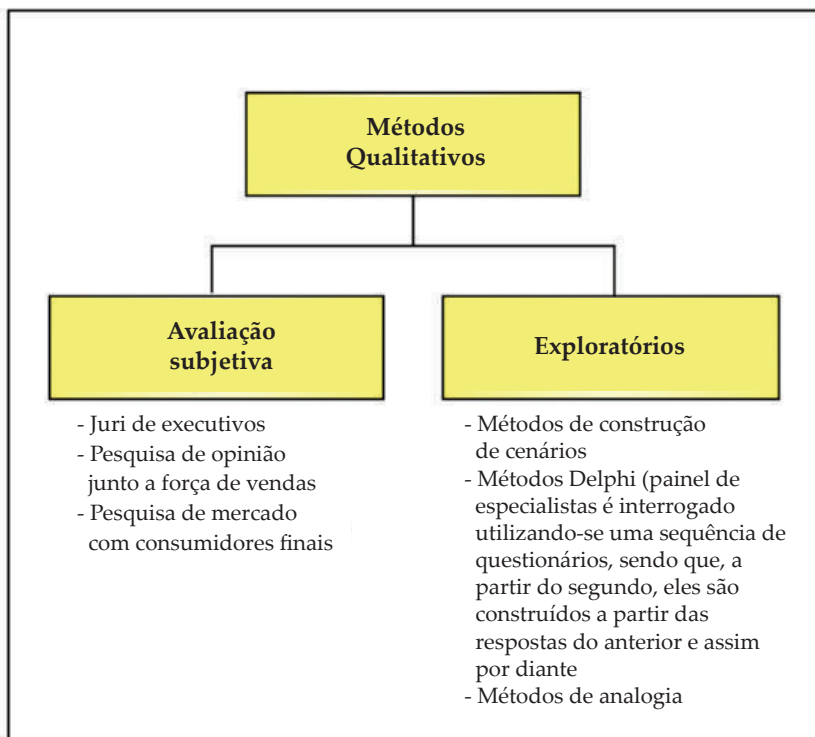 Métodos
Qualitativos
Avaliação
subjetiva
- Juri de executivos
- Pesquisa de opinião
junto a força de vendas
- Pesquisa de mercado
com consumidores finais
Exploratórios
- Métodos de construção
de cenários
- Métodos Delphi (painel de
especialistas é interrogado
utilizando-se uma sequência de
questionários, sendo que, a
partir do segundo, eles são
construídos a partir das
respostas do anterior e assim
por diante
- Métodos de analogia